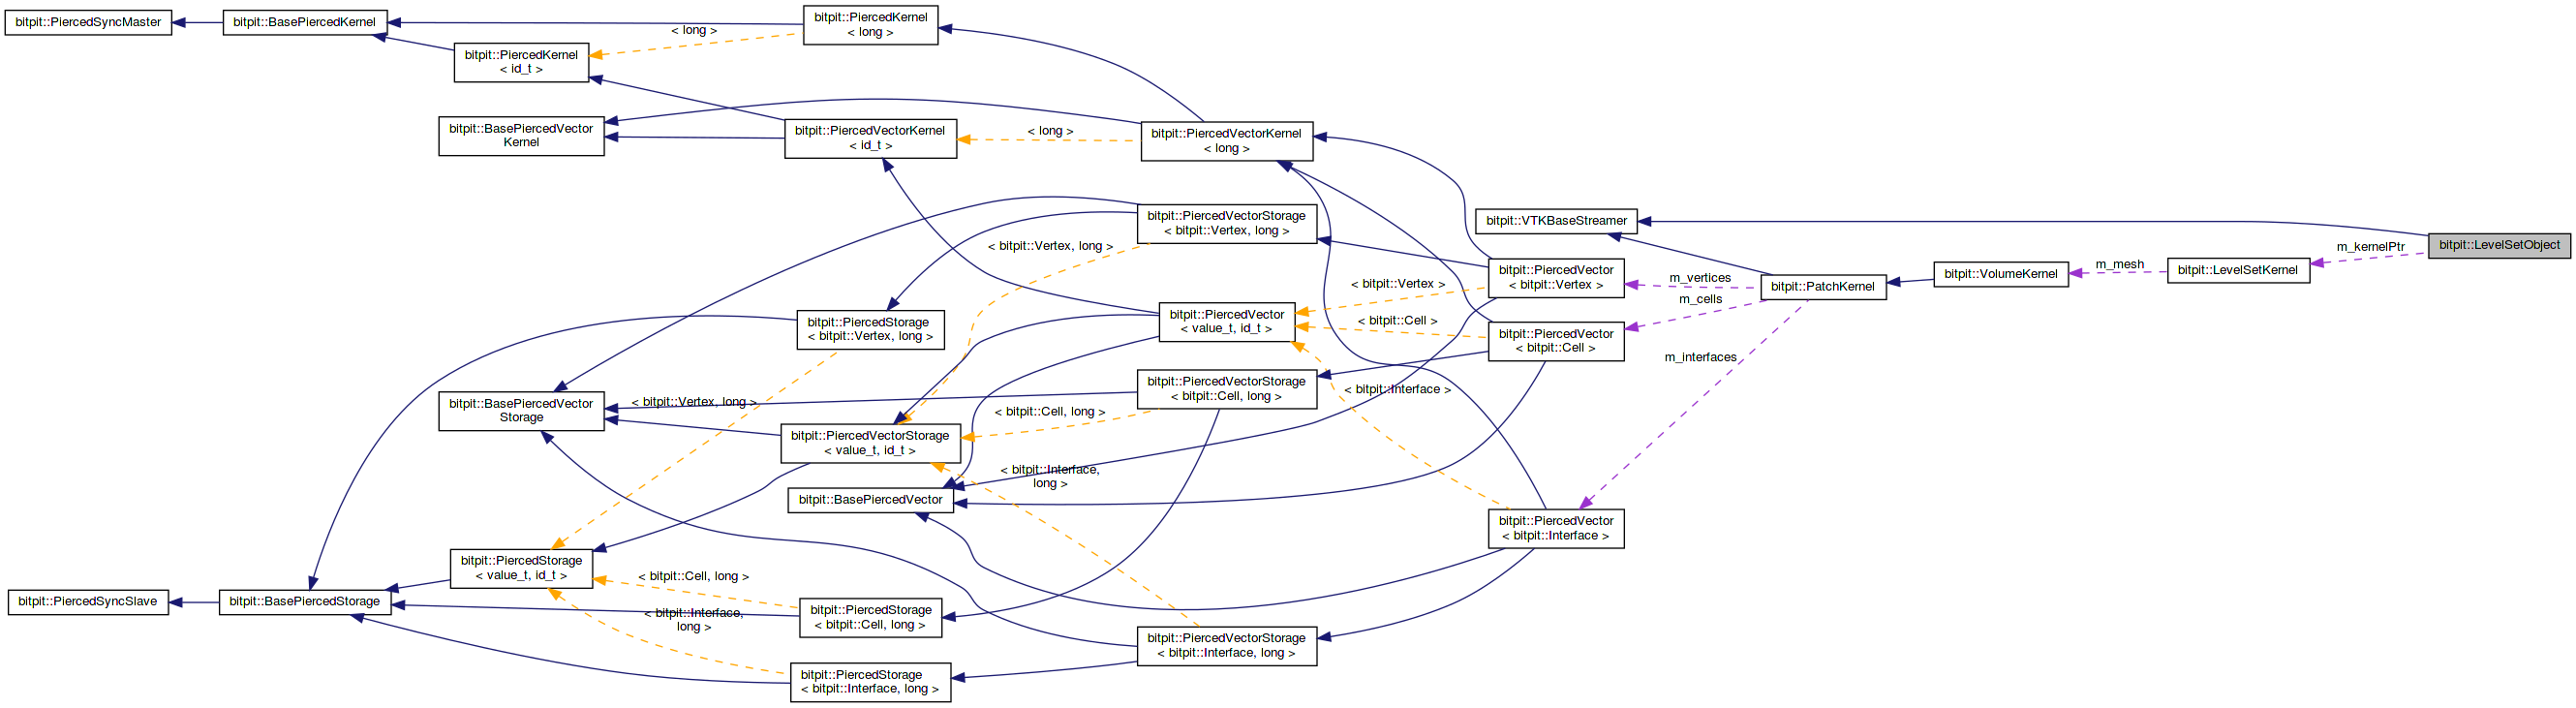 bitpit::PiercedSyncMaster
bitpit::BasePiercedKernel
bitpit::PiercedKernel
< long >
< long >
bitpit::PiercedKernel
< id_t >
bitpit::BasePiercedVector
Kernel
bitpit::PiercedVectorKernel
< id_t >
< long >
bitpit::PiercedVectorKernel
< long >
bitpit::PiercedVectorStorage
< bitpit::Vertex, long >
bitpit::VTKBaseStreamer
bitpit::LevelSetObject
m_kernelPtr
bitpit::LevelSetKernel
m_mesh
bitpit::VolumeKernel
bitpit::PatchKernel
m_vertices
m_cells
m_interfaces
< bitpit::Vertex, long >
bitpit::PiercedVector
< bitpit::Vertex >
< bitpit::Vertex >
bitpit::PiercedVector
< value_t, id_t >
< bitpit::Cell >
bitpit::PiercedVector
< bitpit::Cell >
bitpit::PiercedStorage
< bitpit::Vertex, long >
bitpit::PiercedVectorStorage
< bitpit::Cell, long >
< bitpit::Interface >
bitpit::BasePiercedVector
Storage
< bitpit::Vertex, long >
< bitpit::Cell, long >
bitpit::PiercedVectorStorage
< value_t, id_t >
< bitpit::Interface,
long >
bitpit::BasePiercedVector
bitpit::PiercedVector
< bitpit::Interface >
bitpit::PiercedStorage
< value_t, id_t >
< bitpit::Cell, long >
bitpit::PiercedSyncSlave
bitpit::BasePiercedStorage
bitpit::PiercedStorage
< bitpit::Cell, long >
< bitpit::Interface,
long >
bitpit::PiercedVectorStorage
< bitpit::Interface, long >
bitpit::PiercedStorage
< bitpit::Interface, long >